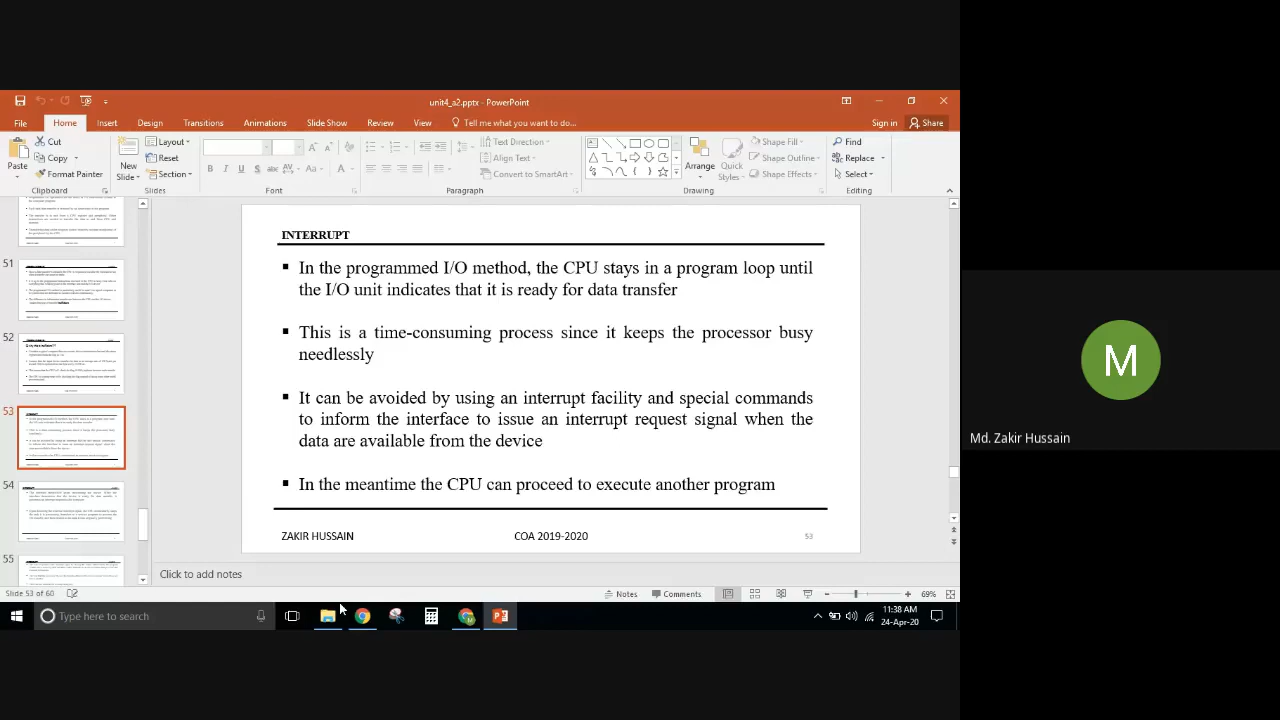 unit4_a2.pptx - PowerPoint
File Home Insert Design Transitions Animations Slide Show Review View Tell me what you want to do... Sign in Share
Cut Layout Text Direction Shape Fill Find
Copy Reset Align Text Shape Outline Replace
Paste Format Painter New Slide Section Convert to SmartArt Arrange Quick Styles Shape Effects Select
Clipboard Slides Font Paragraph Drawing Editing
51
52
53
54
55
INTERRUPT
▪ In the programmed I/O method, the CPU stays in a program loop until
the I/O unit indicates that it is ready for data transfer
▪ This is a time-consuming process since it keeps the processor busy
needlessly
▪ It can be avoided by using an interrupt facility and special commands
to inform the interface to issue an interrupt request signal when the
data are available from the device
▪ In the meantime the CPU can proceed to execute another program
ZAKIR HUSSAIN COA 2019-2020 53
Click to add notes
Slide 53 of 60 Notes Comments 69%
Type here to search 11:38 AM
24-Apr-20
M
Md. Zakir Hussain